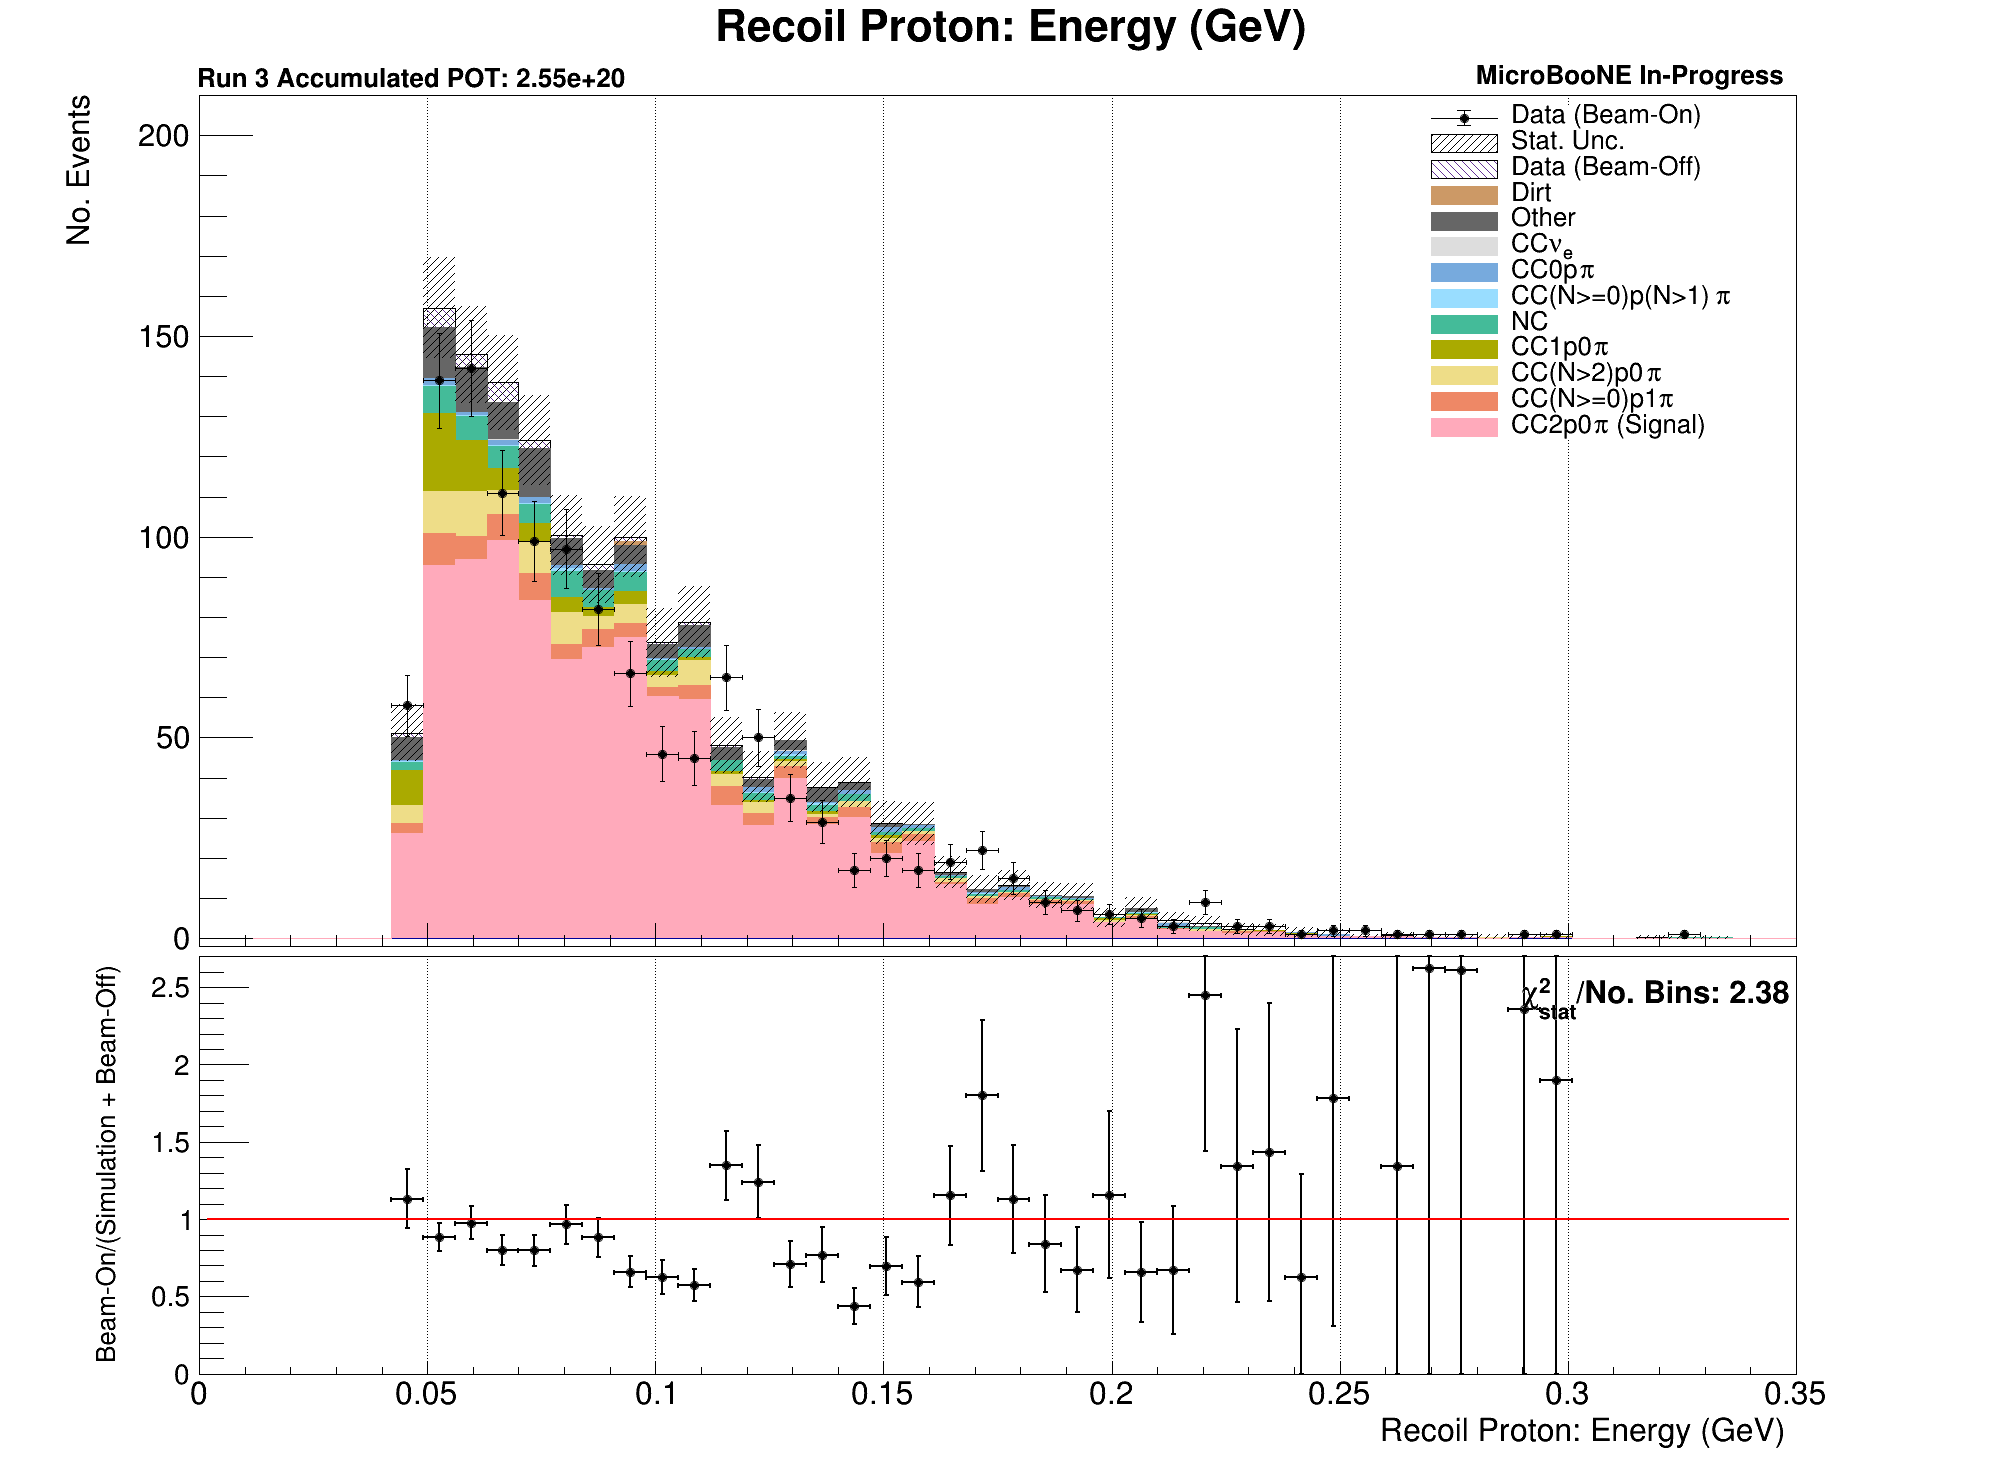 Recoil Proton: Energy (GeV)
Run 3 Accumulated POT: 2.55e+20
MicroBooNE In-Progress
No. Events
200
150
100
50
0
Data (Beam-On)
Stat. Unc.
Data (Beam-Off)
Dirt
Other
CCνe
CC0pπ
CC(N>=0)p(N>1) π
NC
CC1p0π
CC(N>2)p0π
CC(N>=0)p1π
CC2p0π (Signal)
Beam-On/(Simulation + Beam-Off)
2.5
2
1.5
1
0.5
0
χ²stat/No. Bins: 2.38
0 0.05 0.1 0.15 0.2 0.25 0.3 0.35
Recoil Proton: Energy (GeV)